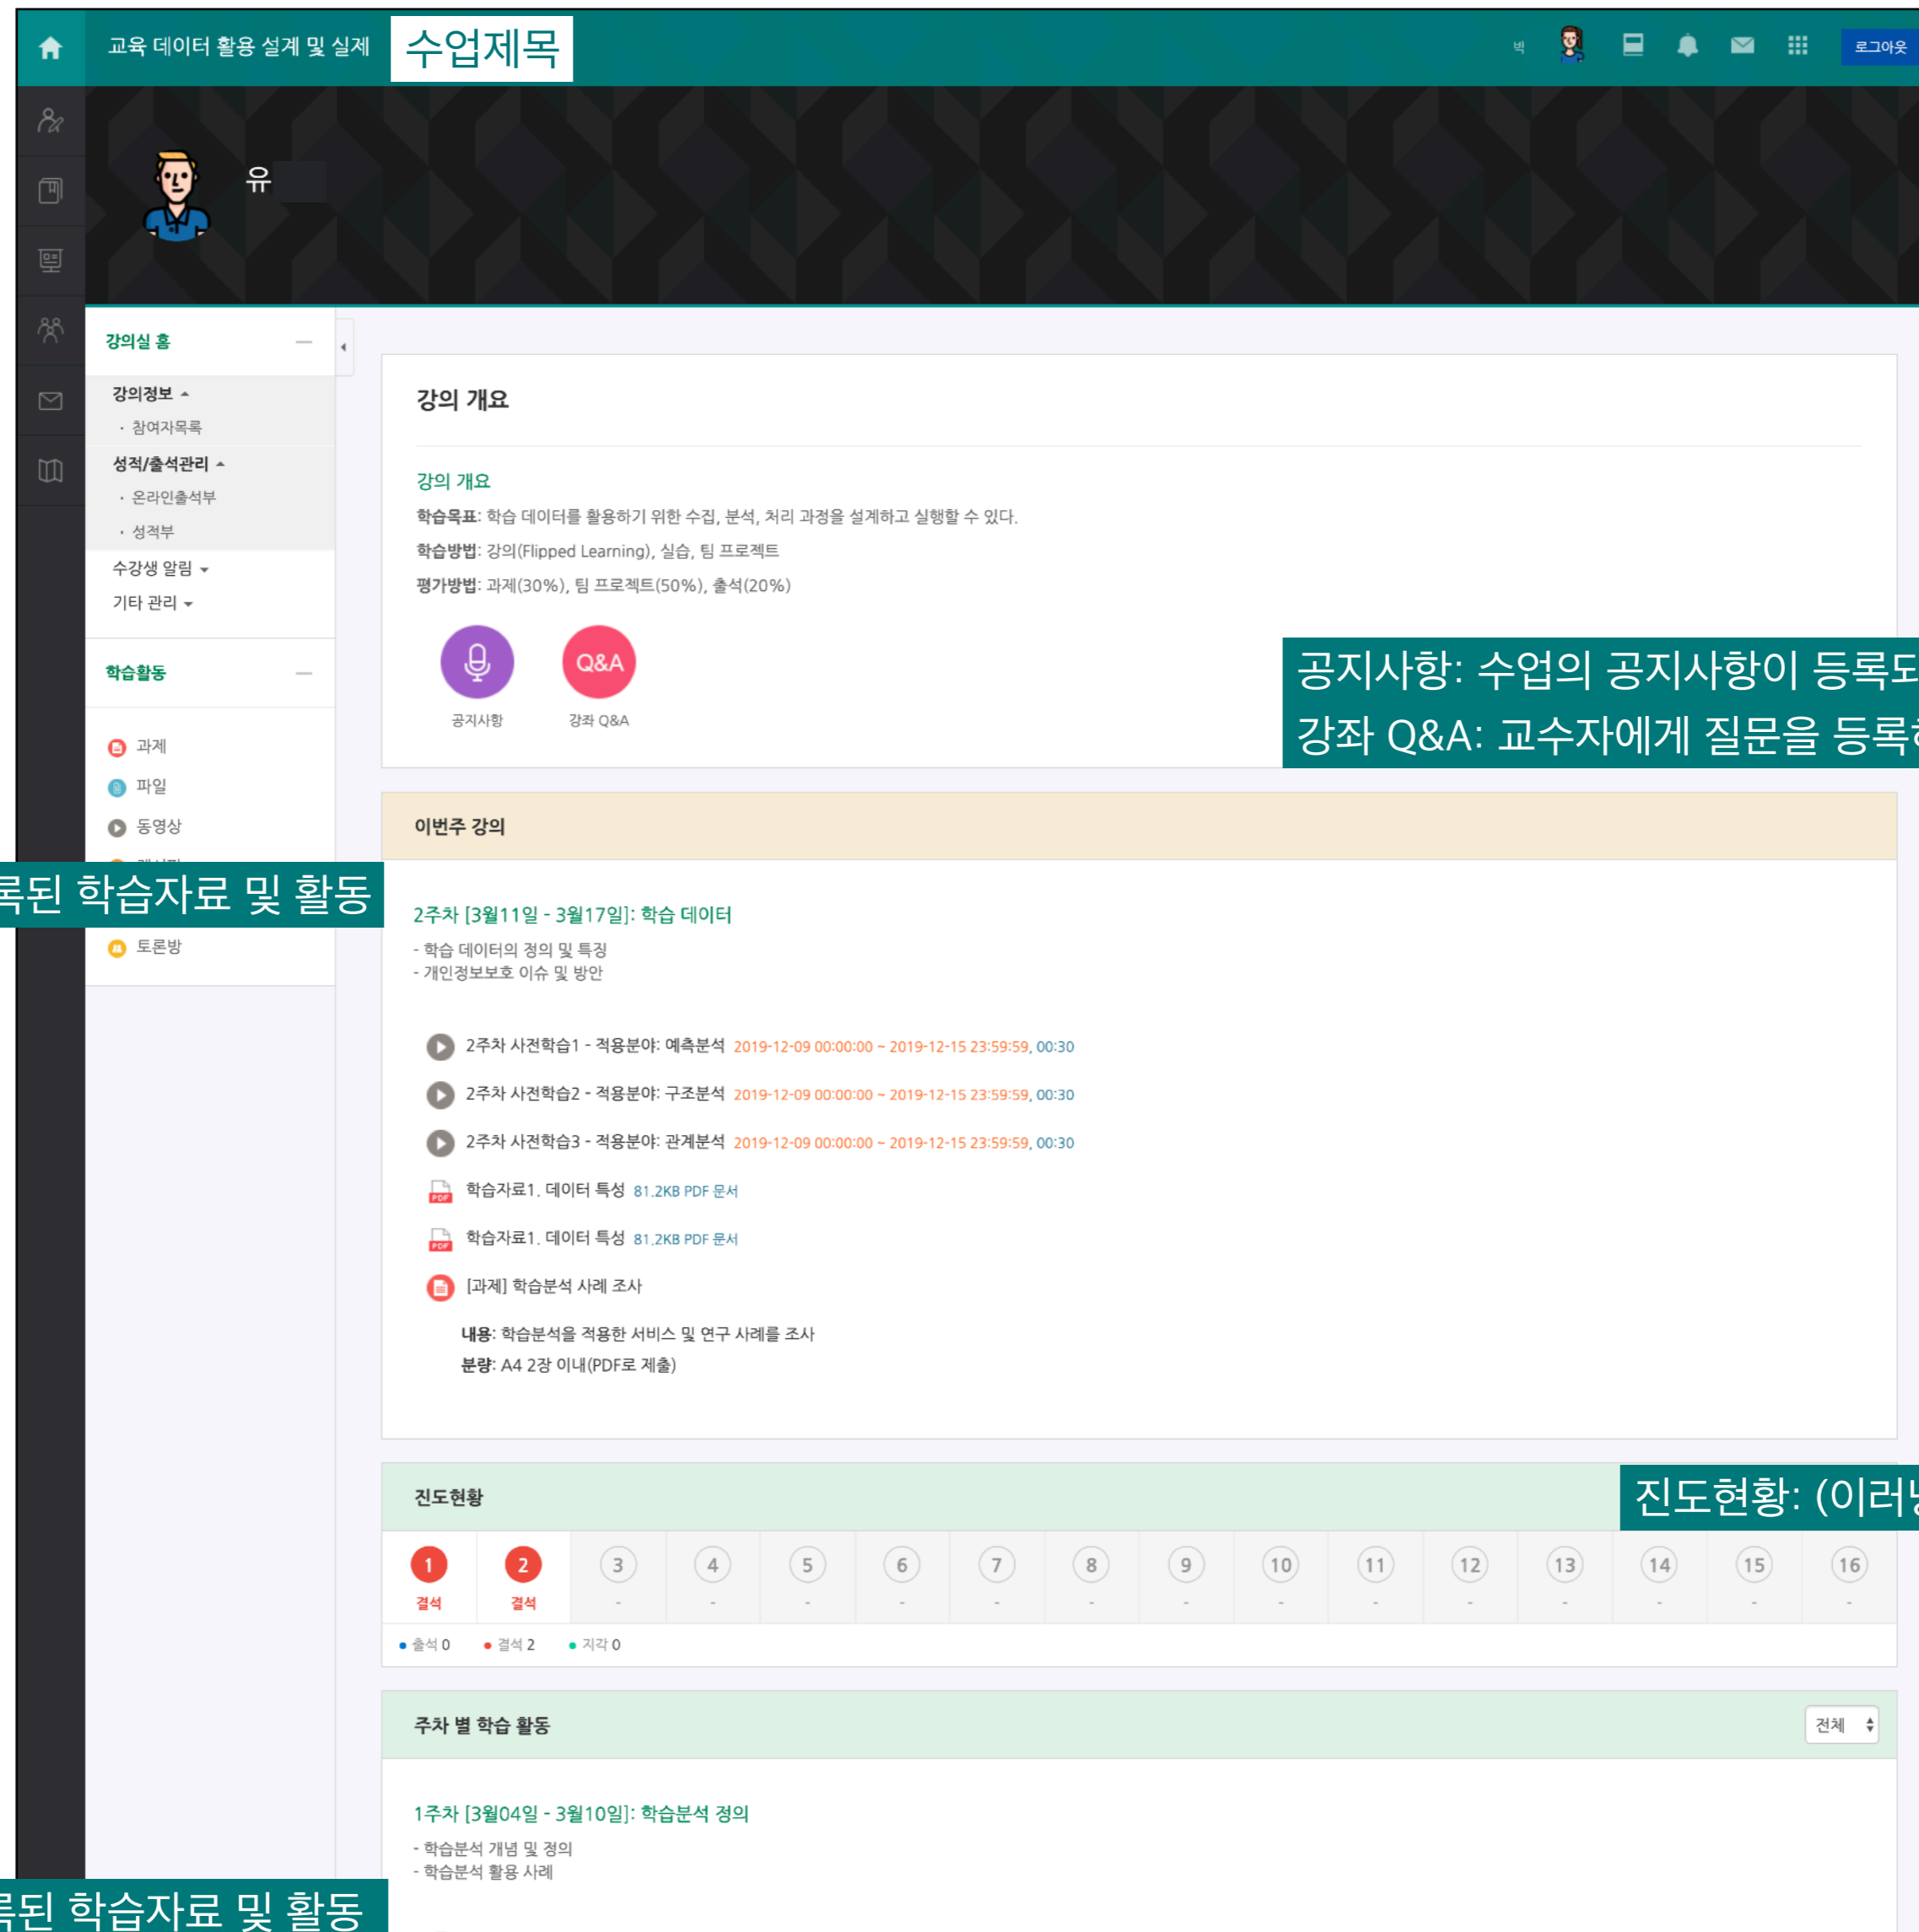 교육 데이터 활용 설계 및 실제
수업제목
빅
로그아웃
유
강의실 홈
강의정보
참여자목록
성적/출석관리
온라인출석부
성적부
수강생 알림
기타 관리
학습활동
과제
파일
동영상
록된 학습자료 및 활동
토론방
강의 개요
강의 개요
학습목표: 학습 데이터를 활용하기 위한 수집, 분석, 처리 과정을 설계하고 실행할 수 있다.
학습방법: 강의(Flipped Learning), 실습, 팀 프로젝트
평가방법: 과제(30%), 팀 프로젝트(50%), 출석(20%)
Q&A
공지사항
강좌 Q&A
공지사항: 수업의 공지사항이 등록되
강좌 Q&A: 교수자에게 질문을 등록하
이번주 강의
2주차 [3월11일 - 3월17일]: 학습 데이터
- 학습 데이터의 정의 및 특징
- 개인정보보호 이슈 및 방안
2주차 사전학습1 - 적용분야: 예측분석 2019-12-09 00:00:00 ~ 2019-12-15 23:59:59, 00:30
2주차 사전학습2 - 적용분야: 구조분석 2019-12-09 00:00:00 ~ 2019-12-15 23:59:59, 00:30
2주차 사전학습3 - 적용분야: 관계분석 2019-12-09 00:00:00 ~ 2019-12-15 23:59:59, 00:30
PDF 학습자료1. 데이터 특성 81.2KB PDF 문서
PDF 학습자료1. 데이터 특성 81.2KB PDF 문서
[과제] 학습분석 사례 조사
내용: 학습분석을 적용한 서비스 및 연구 사례를 조사
분량: A4 2장 이내(PDF로 제출)
진도현황
진도현황: (이러닝
1 2 3 4 5 6 7 8 9 10 11 12 13 14 15 16
결석 결석 - - - - - - - - - - - - - -
출석 0 결석 2 지각 0
주차 별 학습 활동
전체
1주차 [3월04일 - 3월10일]: 학습분석 정의
- 학습분석 개념 및 정의
- 학습분석 활용 사례
록된 학습자료 및 활동